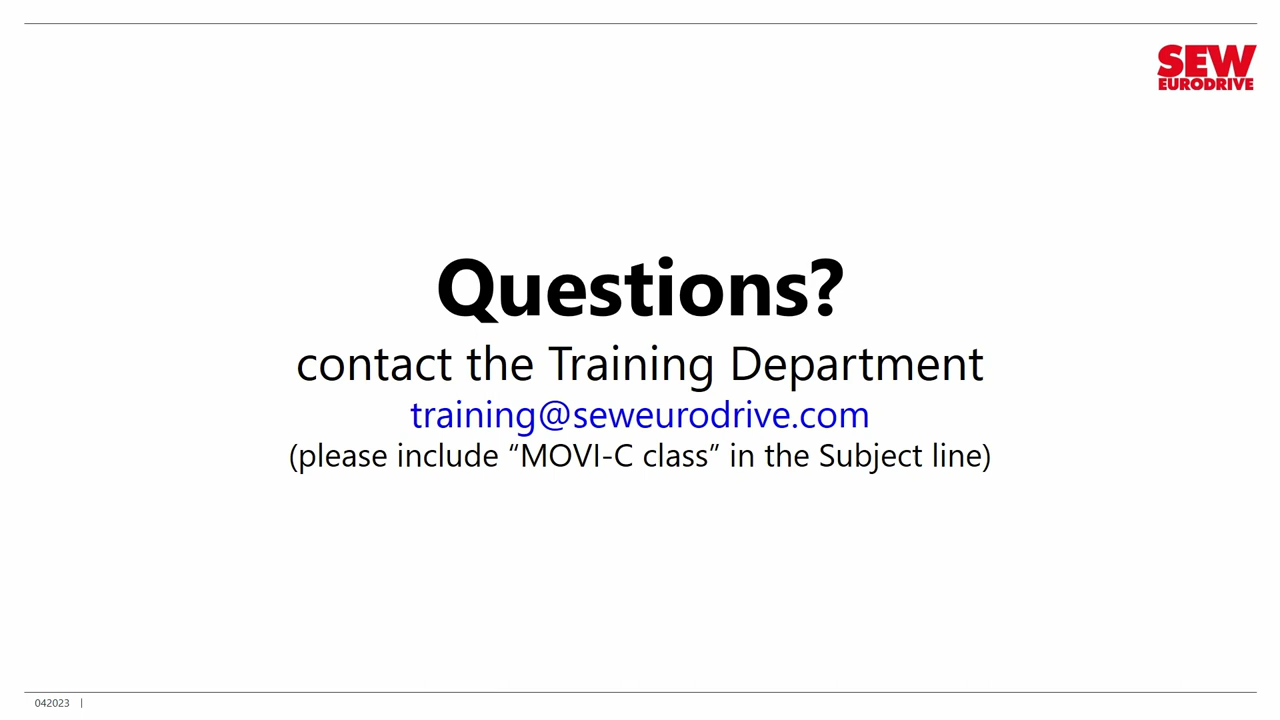 SEW
EURODRIVE
Questions?
contact the Training Department
training@seweurodrive.com
(please include “MOVI-C class” in the Subject line)
042023 |